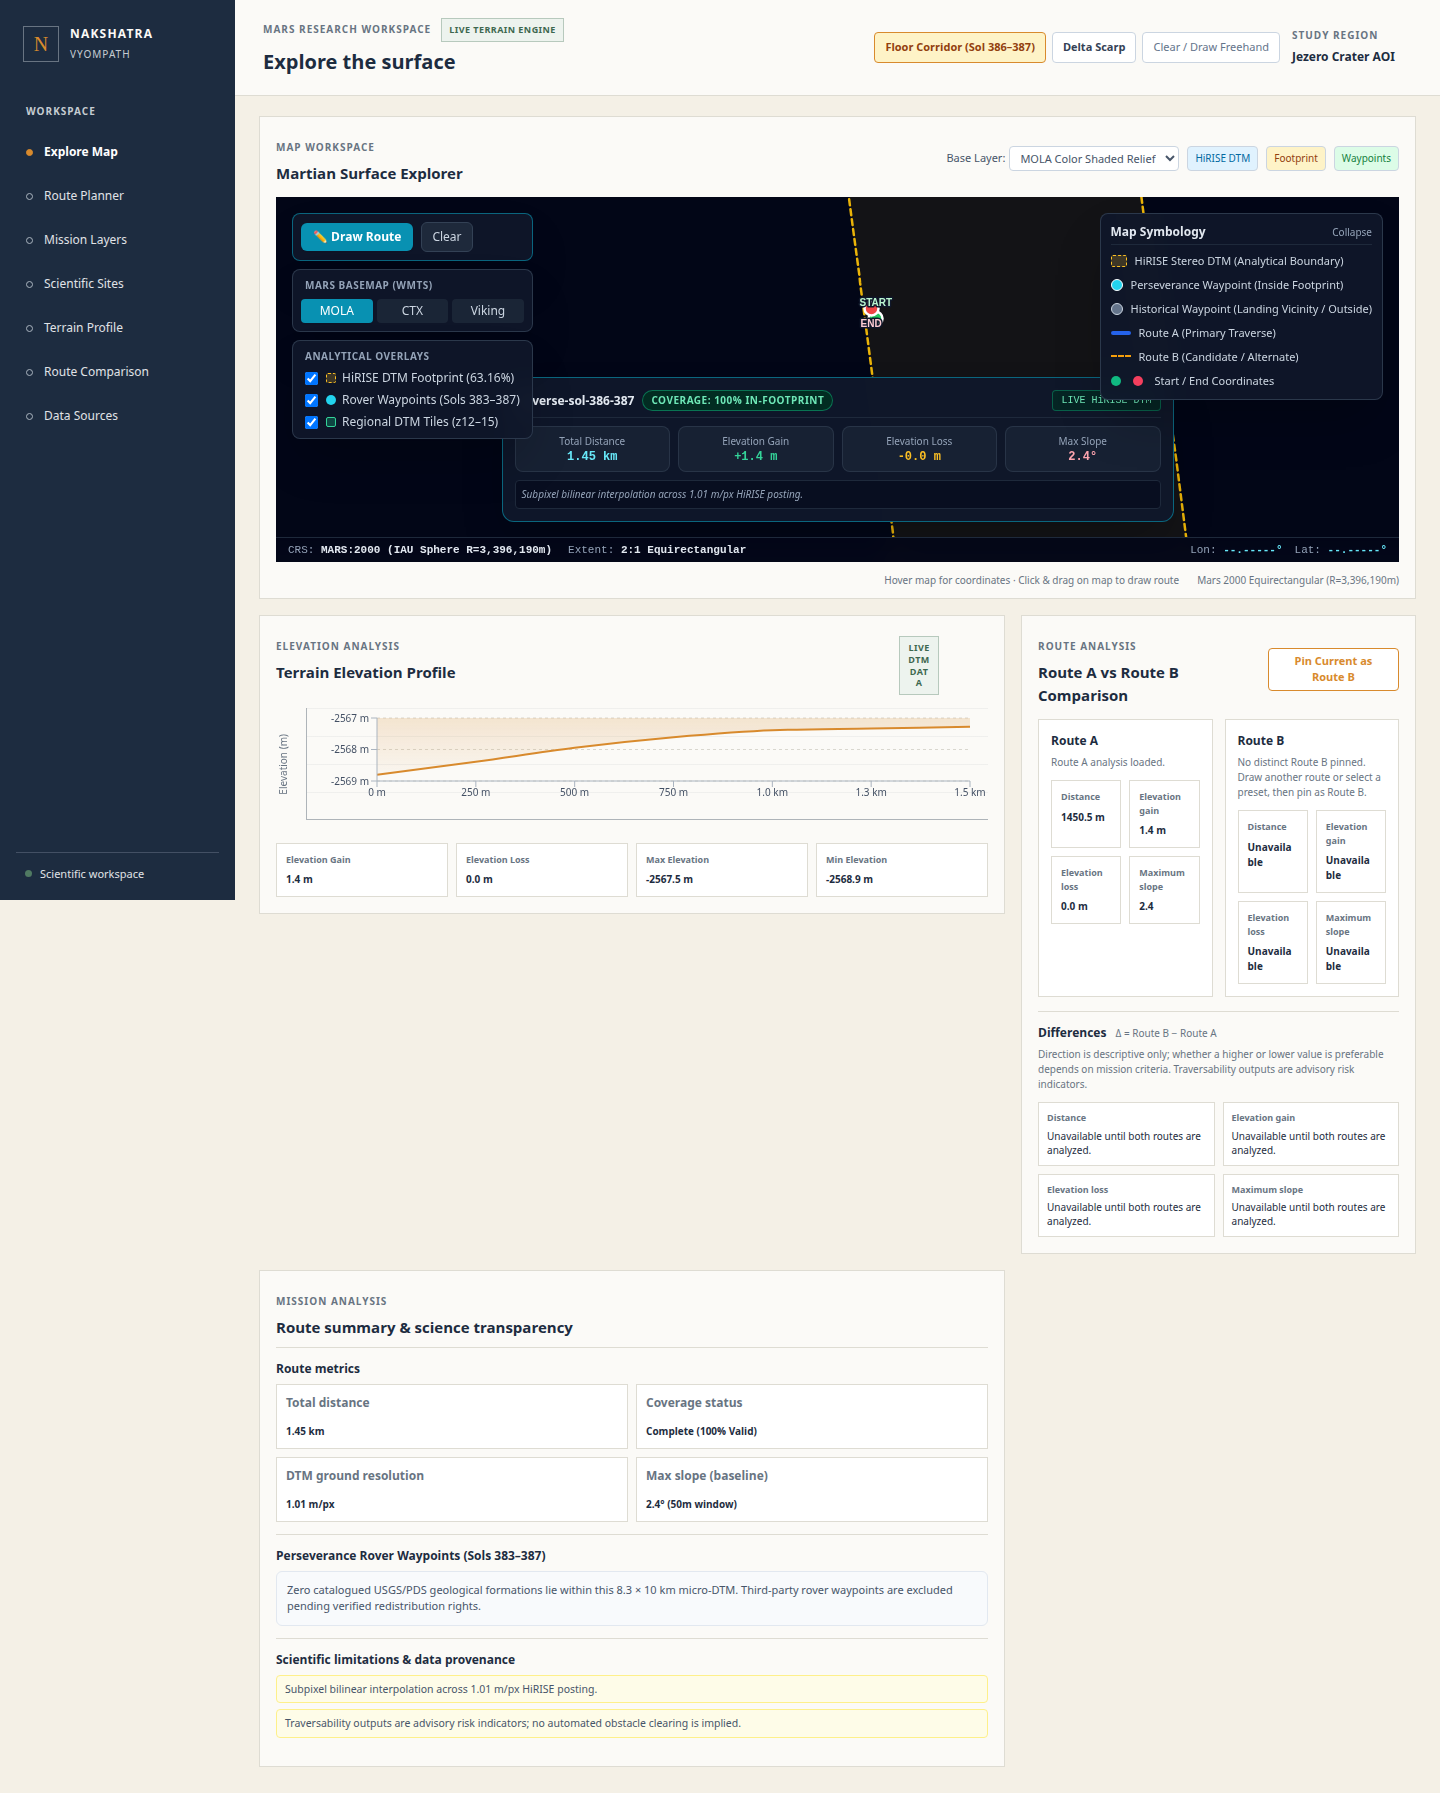 N
NAKSHATRA
VYOMPATH
WORKSPACE
Explore Map
Route Planner
Mission Layers
Scientific Sites
Terrain Profile
Route Comparison
Data Sources
Scientific workspace
MARS RESEARCH WORKSPACE
LIVE TERRAIN ENGINE
Explore the surface
Floor Corridor (Sol 386–387)
Delta Scarp
Clear / Draw Freehand
STUDY REGION
Jezero Crater AOI
MAP WORKSPACE
Martian Surface Explorer
Base Layer:
MOLA Color Shaded Relief
HiRISE DTM
Footprint
Waypoints
✏️ Draw Route
Clear
MARS BASEMAP (WMTS)
MOLA
CTX
Viking
ANALYTICAL OVERLAYS
HiRISE DTM Footprint (63.16%)
Rover Waypoints (Sols 383–387)
Regional DTM Tiles (z12–15)
START
END
Map Symbology
Collapse
HiRISE Stereo DTM (Analytical Boundary)
Perseverance Waypoint (Inside Footprint)
Historical Waypoint (Landing Vicinity / Outside)
Route A (Primary Traverse)
Route B (Candidate / Alternate)
Start / End Coordinates
verse-sol-386-387
COVERAGE: 100% IN-FOOTPRINT
LIVE HiRISE DTM
Total Distance
1.45 km
Elevation Gain
+1.4 m
Elevation Loss
-0.0 m
Max Slope
2.4°
Subpixel bilinear interpolation across 1.01 m/px HiRISE posting.
CRS: MARS:2000 (IAU Sphere R=3,396,190m)
Extent: 2:1 Equirectangular
Lon: --.-----°
Lat: --.-----°
Hover map for coordinates · Click & drag on map to draw route
Mars 2000 Equirectangular (R=3,396,190m)
ELEVATION ANALYSIS
Terrain Elevation Profile
LIVE
DTM
DAT
A
Elevation (m)
-2567 m
-2568 m
-2569 m
0 m
250 m
500 m
750 m
1.0 km
1.3 km
1.5 km
Elevation Gain
1.4 m
Elevation Loss
0.0 m
Max Elevation
-2567.5 m
Min Elevation
-2568.9 m
ROUTE ANALYSIS
Route A vs Route B
Comparison
Pin Current as
Route B
Route A
Route A analysis loaded.
Distance
1450.5 m
Elevation
gain
1.4 m
Elevation
loss
0.0 m
Maximum
slope
2.4
Route B
No distinct Route B pinned.
Draw another route or select a
preset, then pin as Route B.
Distance
Unavaila
ble
Elevation
gain
Unavaila
ble
Elevation
loss
Unavaila
ble
Maximum
slope
Unavaila
ble
Differences
Δ = Route B − Route A
Direction is descriptive only; whether a higher or lower value is preferable
depends on mission criteria. Traversability outputs are advisory risk
indicators.
Distance
Unavailable until both routes are
analyzed.
Elevation gain
Unavailable until both routes are
analyzed.
Elevation loss
Unavailable until both routes are
analyzed.
Maximum slope
Unavailable until both routes are
analyzed.
MISSION ANALYSIS
Route summary & science transparency
Route metrics
Total distance
1.45 km
Coverage status
Complete (100% Valid)
DTM ground resolution
1.01 m/px
Max slope (baseline)
2.4° (50m window)
Perseverance Rover Waypoints (Sols 383–387)
Zero catalogued USGS/PDS geological formations lie within this 8.3 × 10 km micro-DTM. Third-party rover waypoints are excluded
pending verified redistribution rights.
Scientific limitations & data provenance
Subpixel bilinear interpolation across 1.01 m/px HiRISE posting.
Traversability outputs are advisory risk indicators; no automated obstacle clearing is implied.